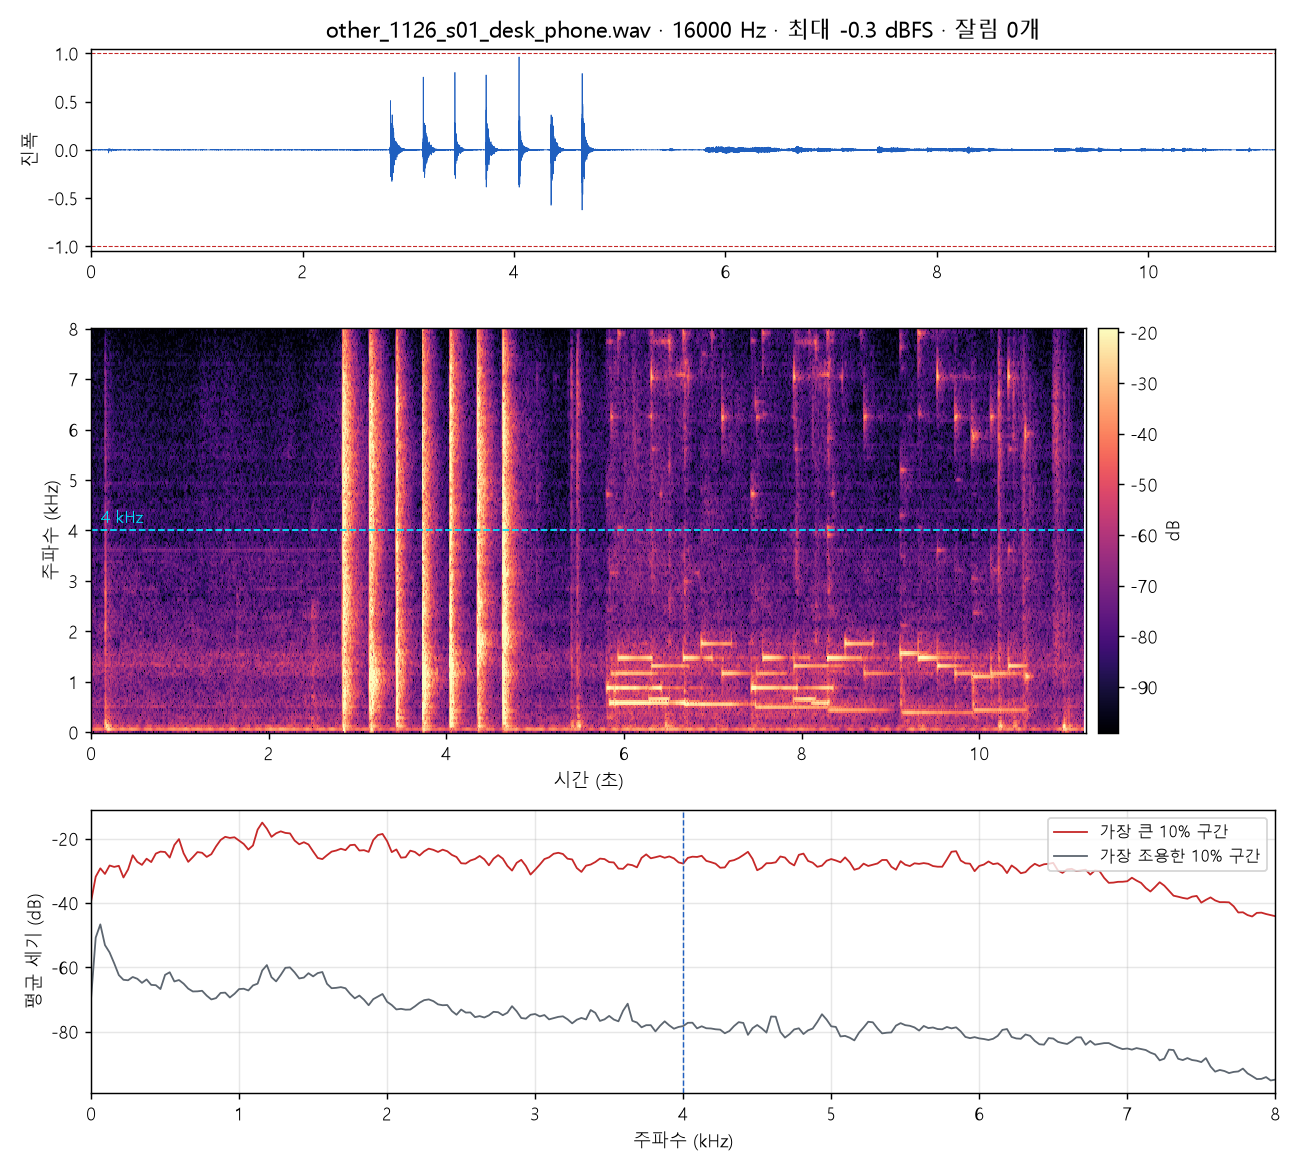 other_1126_s01_desk_phone.wav · 16000 Hz · 최대 -0.3 dBFS · 잘림 0개
진폭
1.0
0.5
0.0
-0.5
-1.0
0 2 4 6 8 10
주파수 (kHz)
8
7
6
5
4
3
2
1
0
4 kHz
0 2 4 6 8 10
시간 (초)
-20
-30
-40
-50
-60
-70
-80
-90
dB
평균 세기 (dB)
-20
-40
-60
-80
가장 큰 10% 구간
가장 조용한 10% 구간
0 1 2 3 4 5 6 7 8
주파수 (kHz)